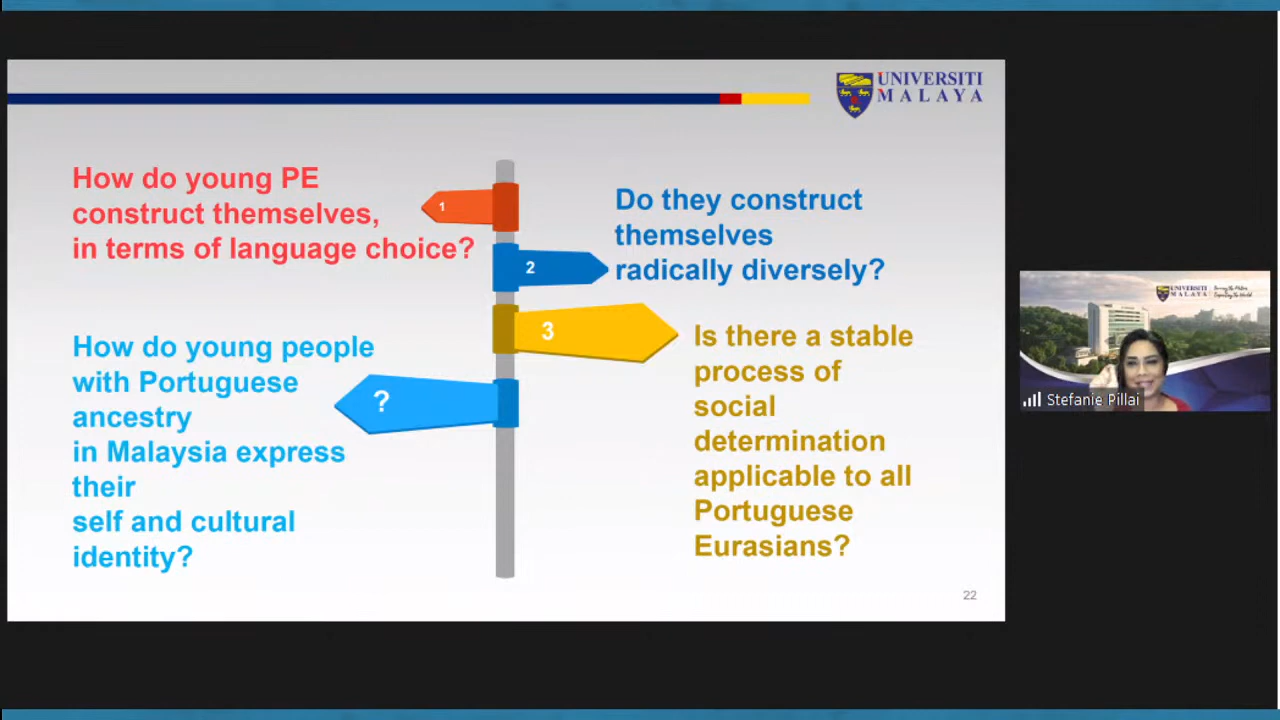 UNIVERSITI
MALAYA
How do young PE
construct themselves,
in terms of language choice?
1
Do they construct
themselves
radically diversely?
2
3
Is there a stable
process of
social
determination
applicable to all
Portuguese
Eurasians?
How do young people
with Portuguese
ancestry
in Malaysia express
their
self and cultural
identity?
?
22
UNIVERSITI
MALAYA
Stefanie Pillai